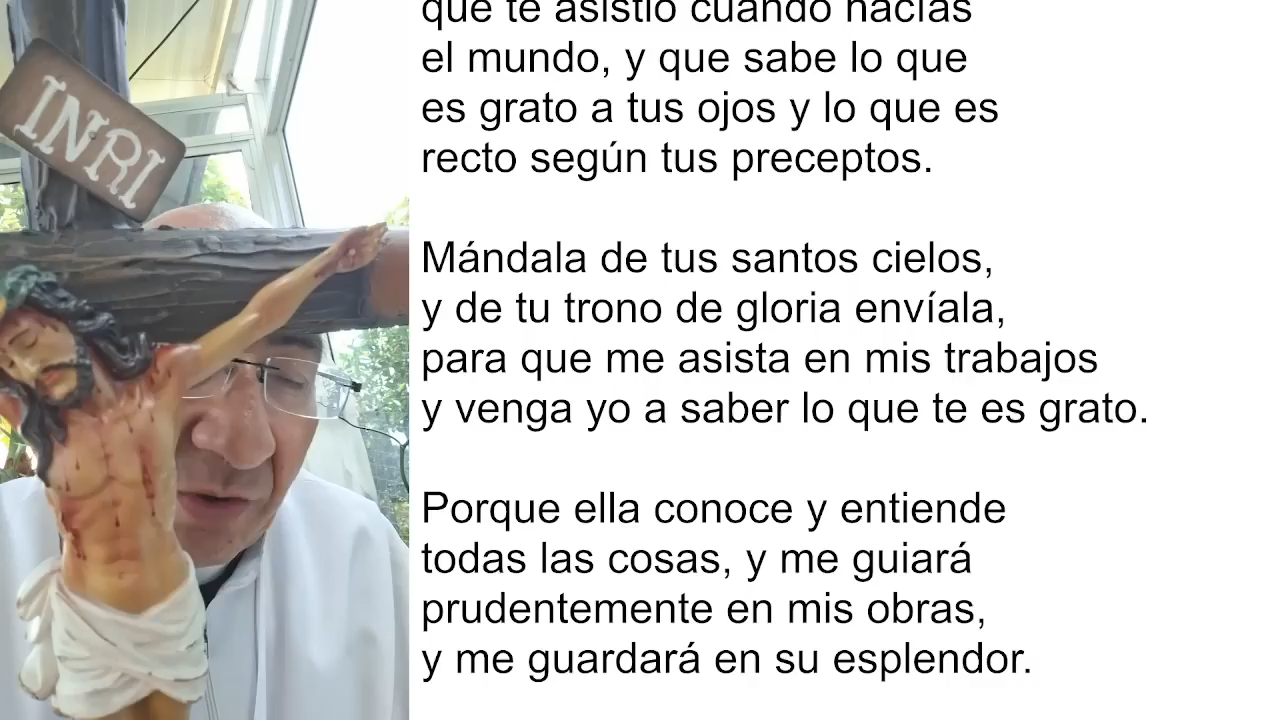 INRI
que te asistió cuando hacías
el mundo, y que sabe lo que
es grato a tus ojos y lo que es
recto según tus preceptos.
Mándala de tus santos cielos,
y de tu trono de gloria envíala,
para que me asista en mis trabajos
y venga yo a saber lo que te es grato.
Porque ella conoce y entiende
todas las cosas, y me guiará
prudentemente en mis obras,
y me guardará en su esplendor.